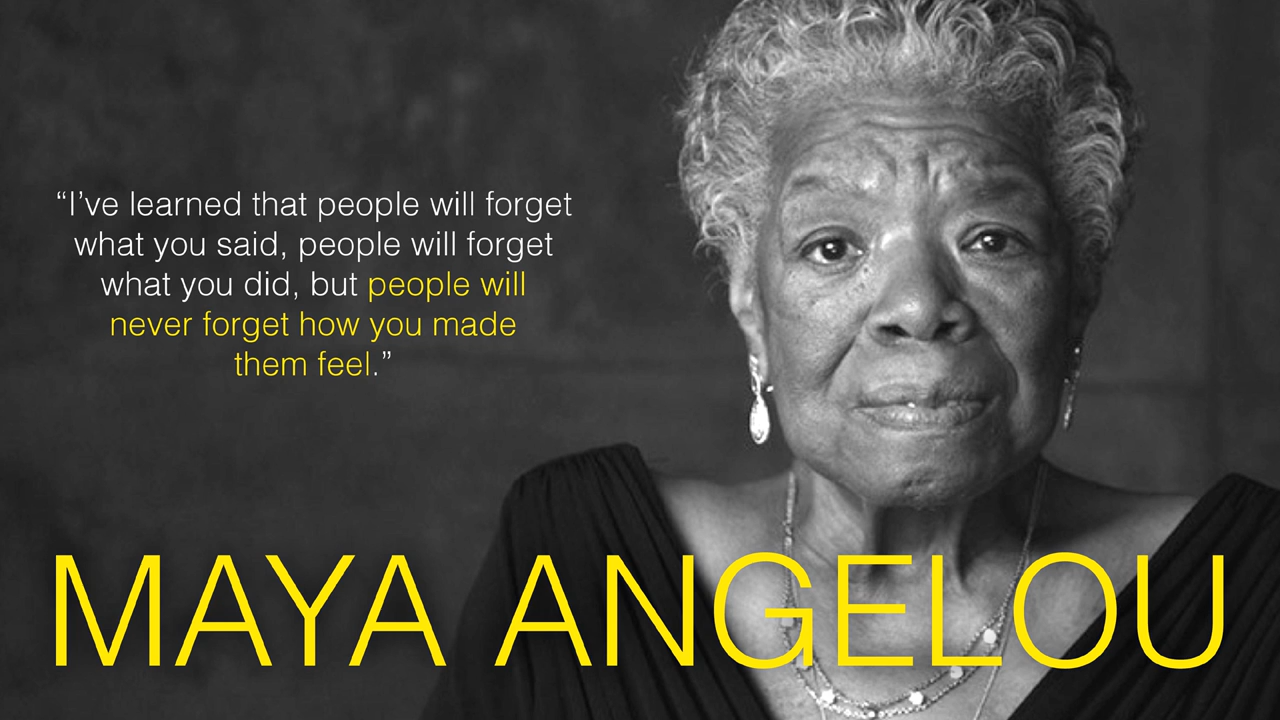 “I’ve learned that people will forget
what you said, people will forget
what you did, but people will
never forget how you made
them feel.”
MAYA ANGELOU